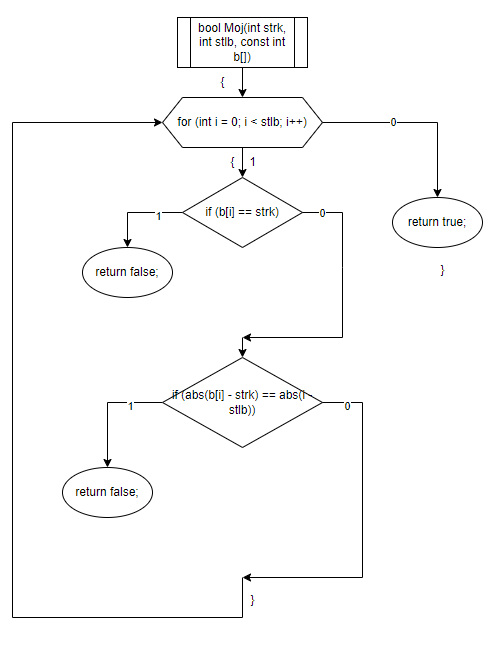 bool Moj(int strk,
int stlb, const int
b[])
{
for (int i = 0; i < stlb; i++)
0
{ 1
if (b[i] == strk)
1
0
return true;
return false;
}
if (abs(b[i] - strk) == abs(i -
stlb))
1
0
return false;
}